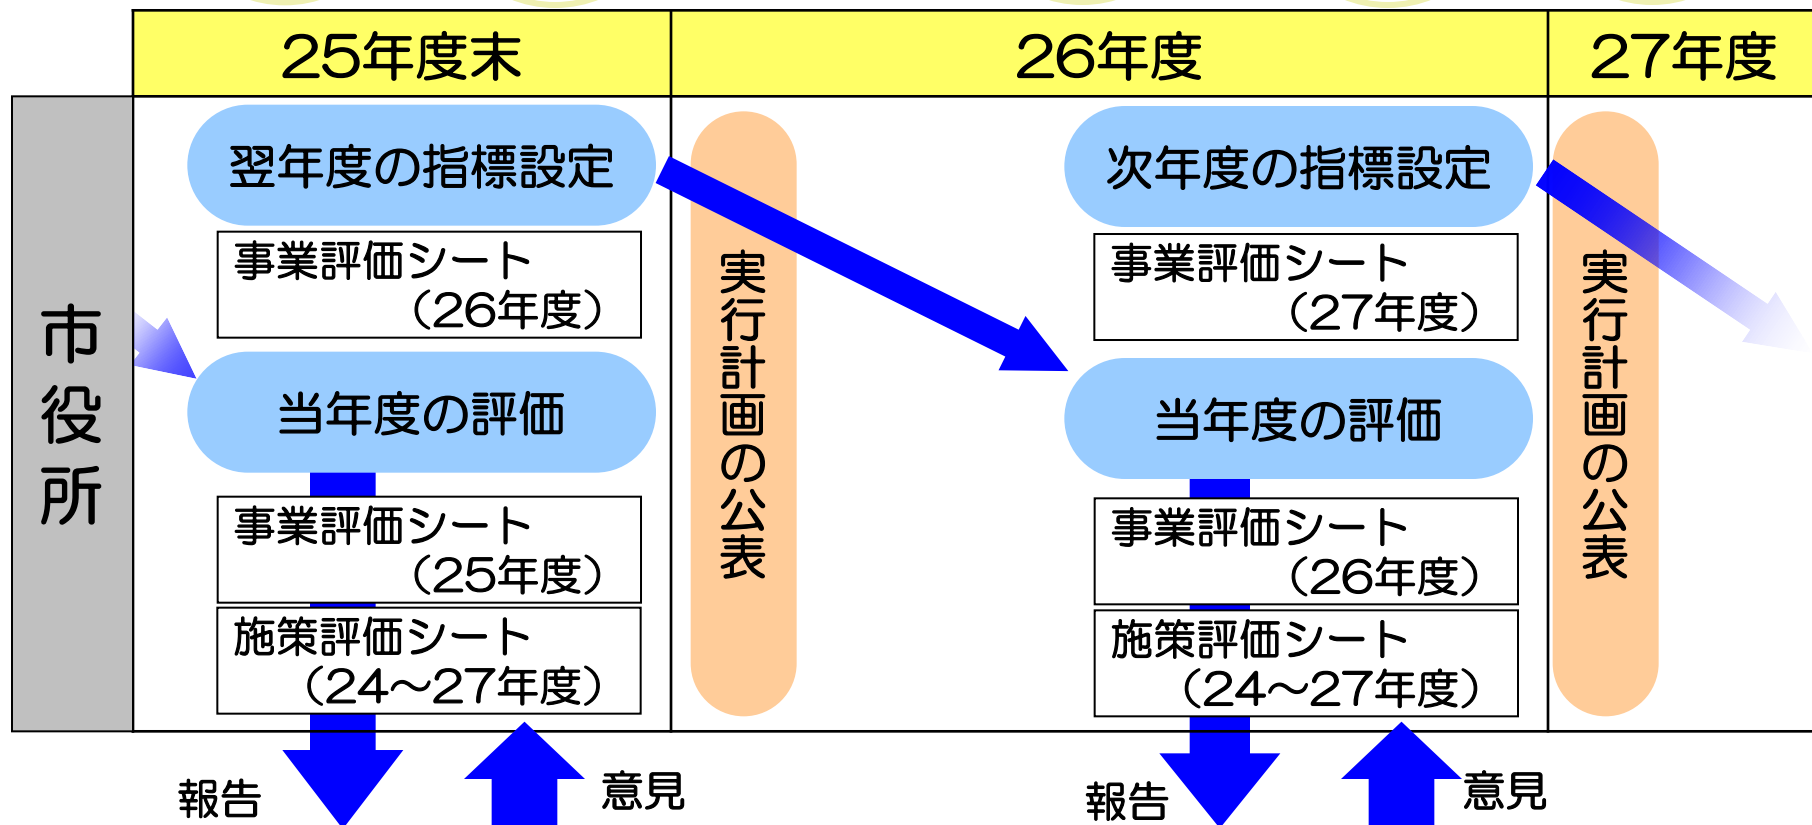 25年度末
26年度
27年度
市役所
翌年度の指標設定
事業評価シート
（26年度）
当年度の評価
事業評価シート
（25年度）
施策評価シート
（24～27年度）
報告
意見
実行計画の公表
次年度の指標設定
事業評価シート
（27年度）
当年度の評価
事業評価シート
（26年度）
施策評価シート
（24～27年度）
報告
意見
実行計画の公表